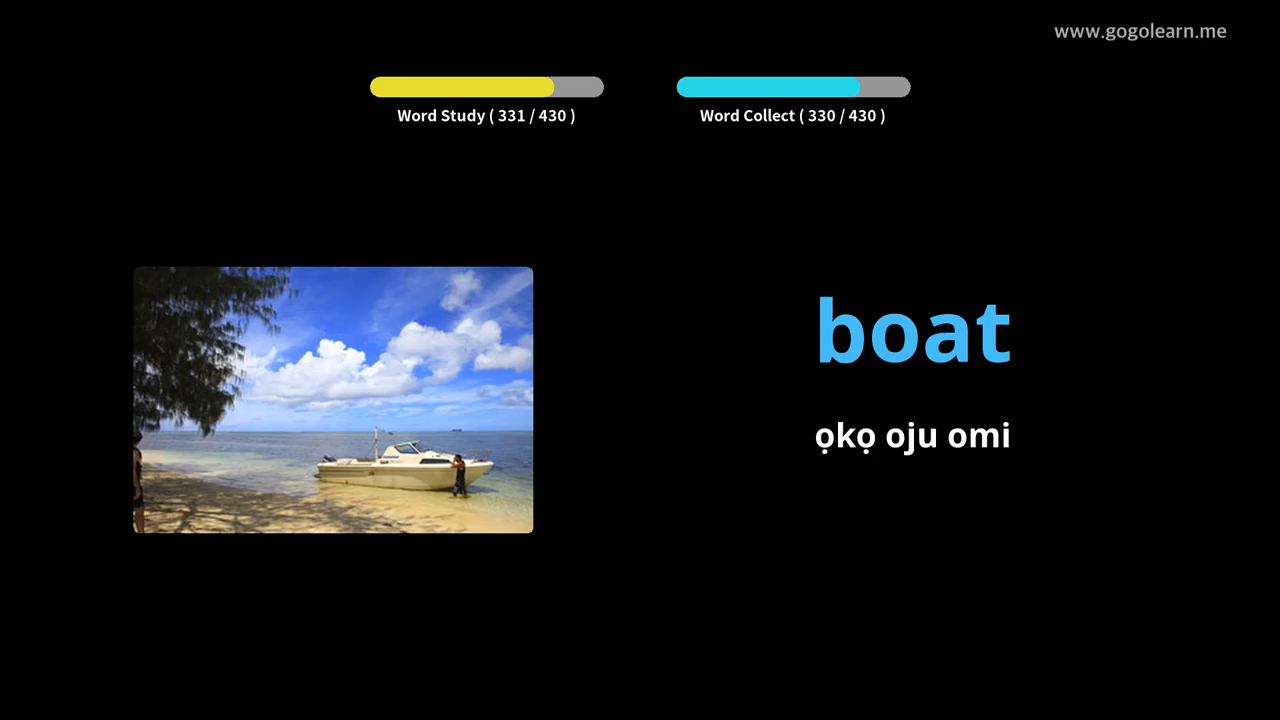 www.gogolearn.me
Word Study ( 331 / 430 )
Word Collect ( 330 / 430 )
boat
ọkọ oju omi